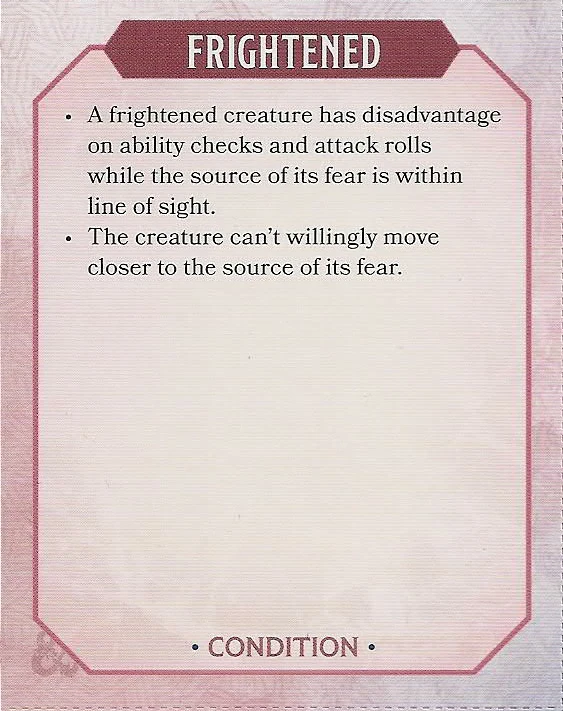 FRIGHTENED
• A frightened creature has disadvantage
on ability checks and attack rolls
while the source of its fear is within
line of sight.
• The creature can't willingly move
closer to the source of its fear.
• CONDITION •